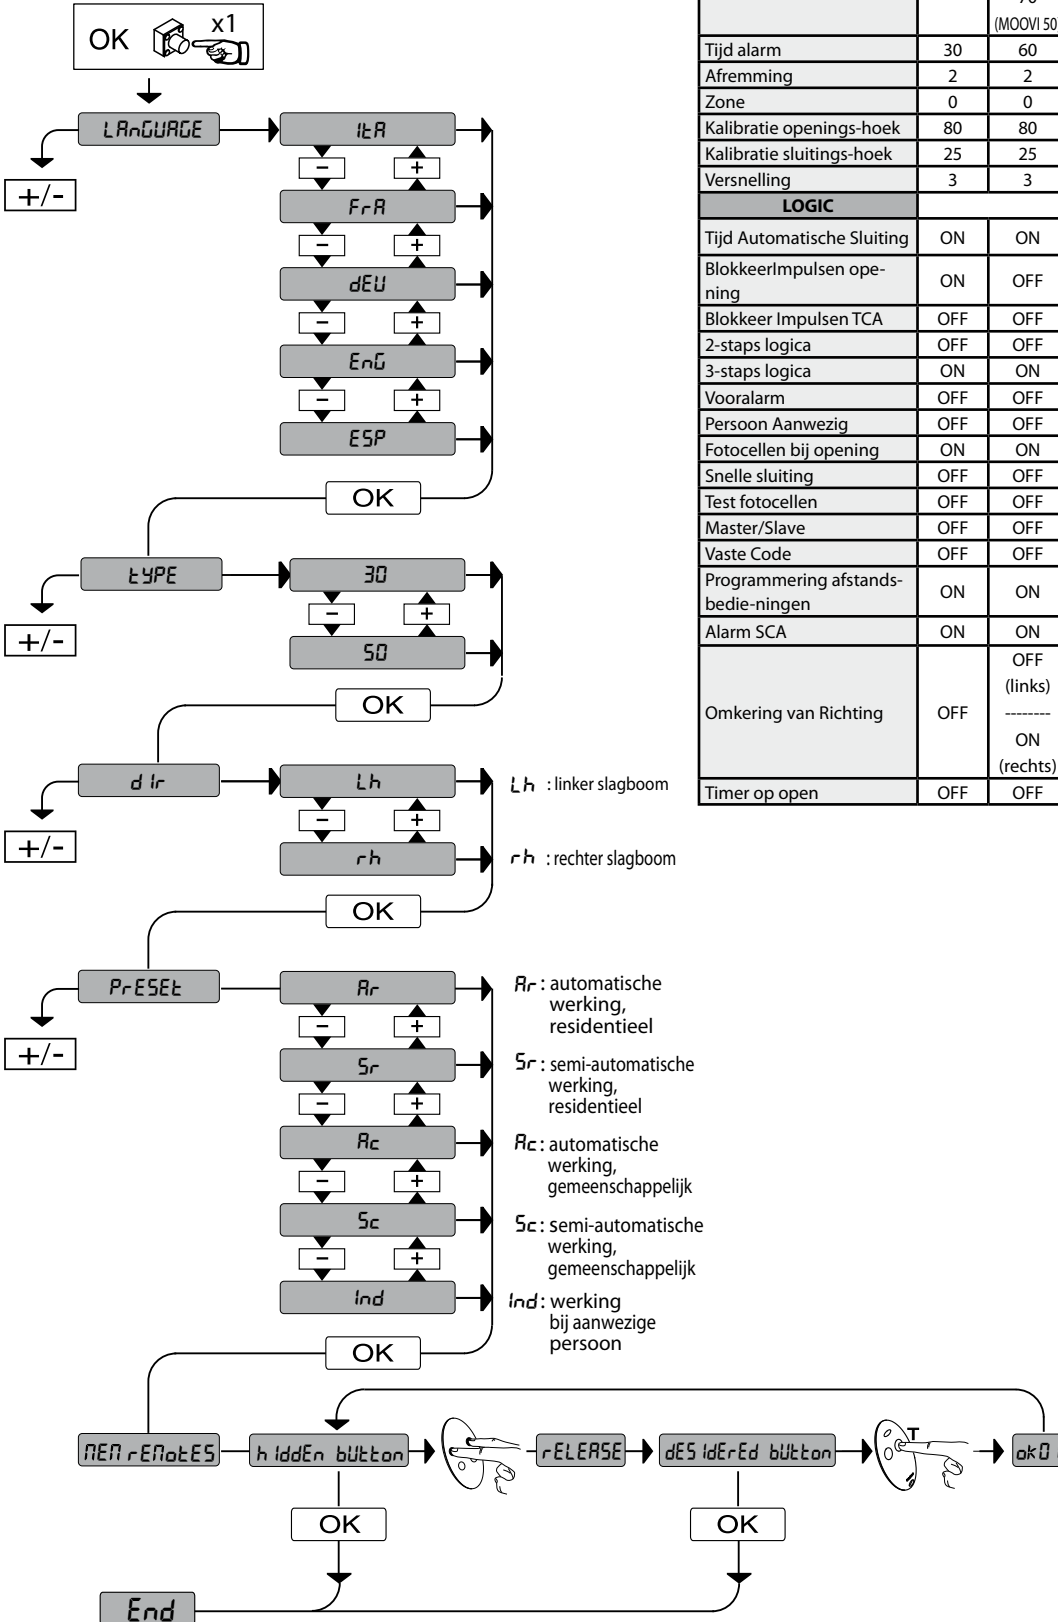 OK x1
LAnGUAGE
+/-
ItA
- +
FrA
- +
dEU
- +
EnG
- +
ESP
OK
tYPE
+/-
30
- +
50
OK
dIr
+/-
Lh
Lh : linker slagboom
- +
rh
rh : rechter slagboom
OK
PrESEt
+/-
Ar
Ar : automatische
werking,
residentieel
- +
Sr
Sr : semi-automatische
werking,
residentieel
- +
Ac
Ac : automatische
werking,
gemeenschappelijk
- +
Sc
Sc : semi-automatische
werking,
gemeenschappelijk
- +
Ind
Ind : werking
bij aanwezige
persoon
OK
MEM rEMotES
hIddEn bUtton
rELEASE
dESIdErEd bUtton
T
OK
OK
End
(MOOVI 50
Tijd alarm 30 60
Afremming 2 2
Zone 0 0
Kalibratie openings-hoek 80 80
Kalibratie sluitings-hoek 25 25
Versnelling 3 3
LOGIC
Tijd Automatische Sluiting ON ON
BlokkeerImpulsen ope-
ning ON OFF
Blokkeer Impulsen TCA OFF OFF
2-staps logica OFF OFF
3-staps logica ON ON
Vooralarm OFF OFF
Persoon Aanwezig OFF OFF
Fotocellen bij opening ON ON
Snelle sluiting OFF OFF
Test fotocellen OFF OFF
Master/Slave OFF OFF
Vaste Code OFF OFF
Programmering afstands-
bedie-ningen ON ON
Alarm SCA ON ON
Omkering van Richting OFF
OFF
(links)
--------
ON
(rechts)
Timer op open OFF OFF